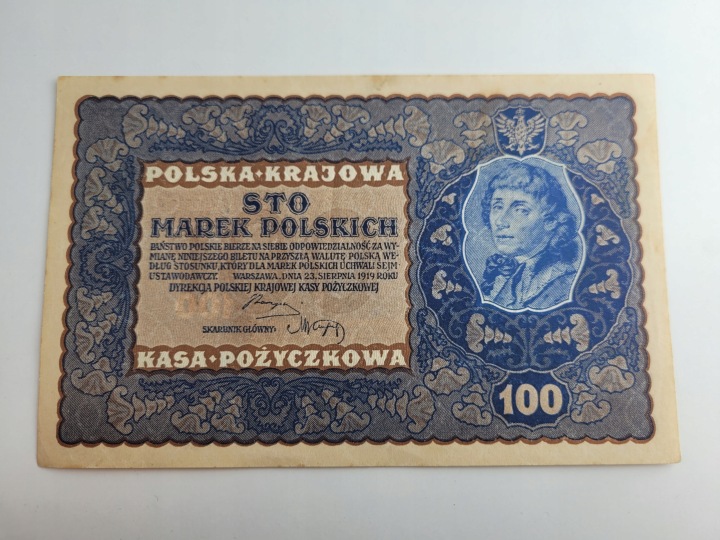 POLSKA • KRAJOWA
STO
MAREK POLSKICH
PAŃSTWO POLSKIE BIERZE NA SIEBIE ODPOWIEDZIALNOŚĆ ZA WY-
MIANĘ NINIEJSZEGO BILETU NA PRZYSZŁĄ WALUTĘ POLSKĄ WE-
DŁUG STOSUNKU, KTÓRY DLA MAREK POLSKICH UCHWALI SEJM
USTAWODAWCZY. WARSZAWA, DNIA 23. SIERPNIA 1919 ROKU
DYREKCJA POLSKIEJ KRAJOWEJ KASY POŻYCZKOWEJ
SKARBNIK GŁÓWNY:
KASA • POŻYCZKOWA
100